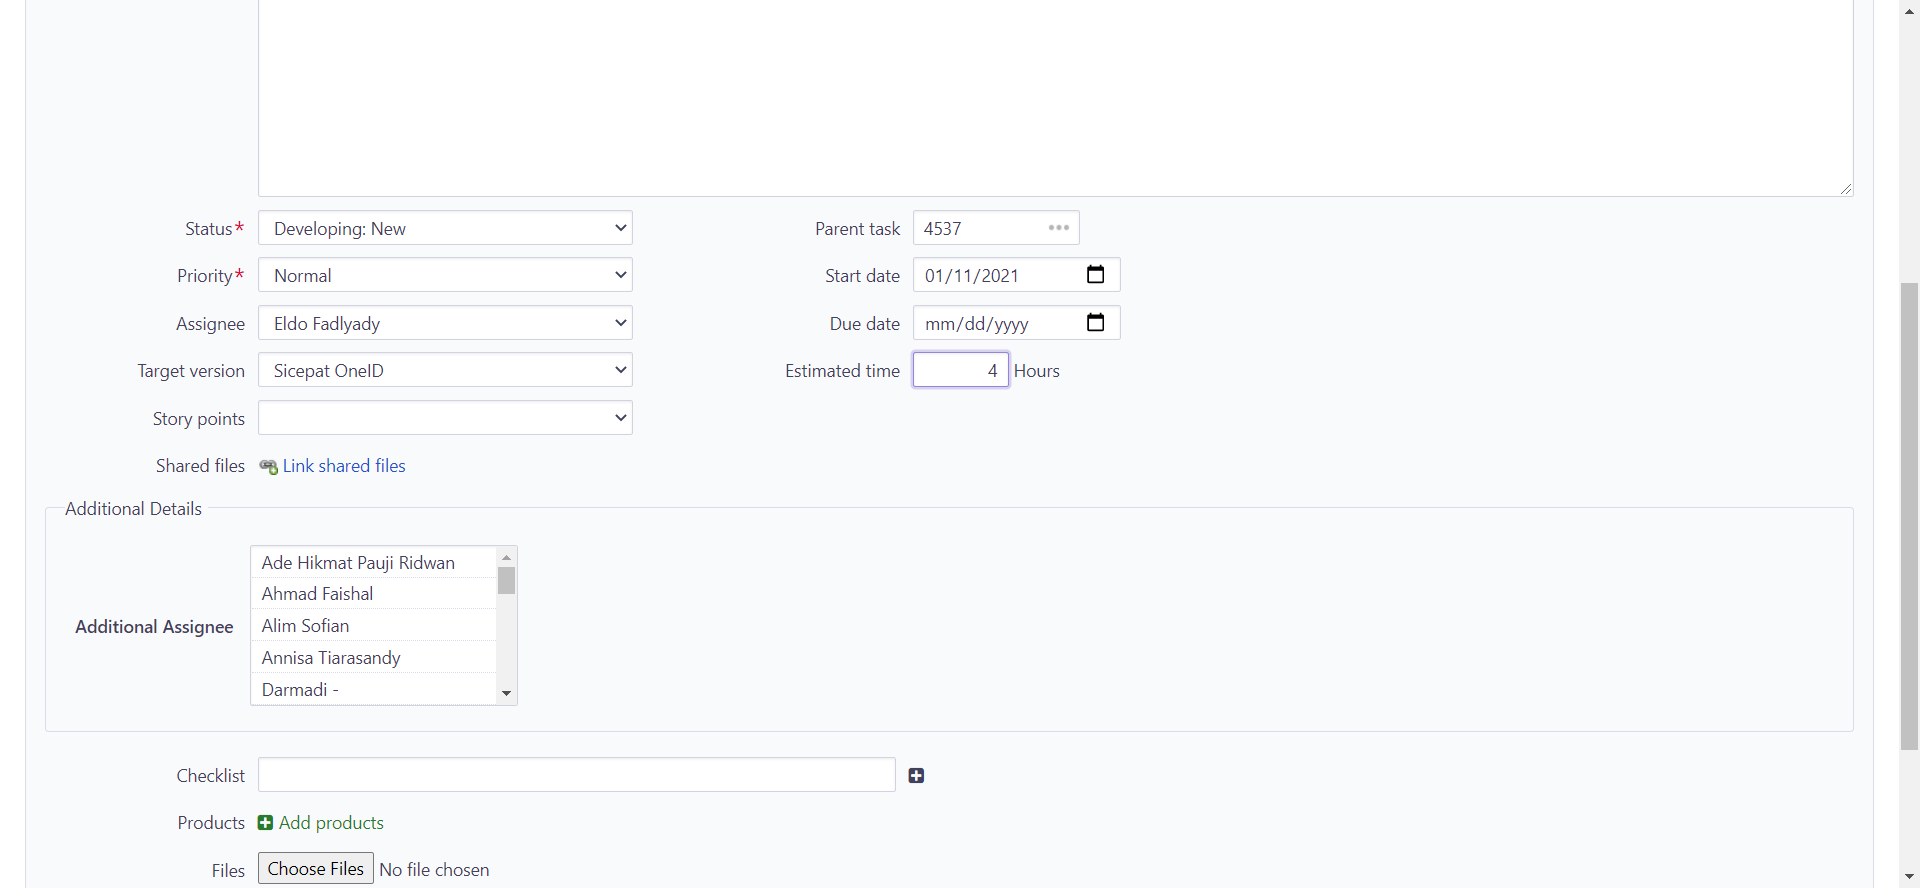 Status* Developing: New Parent task 4537
Priority* Normal Start date 01/11/2021
Assignee Eldo Fadlyady Due date mm/dd/yyyy
Target version Sicepat OneID Estimated time 4 Hours
Story points
Shared files Link shared files
Additional Details
Additional Assignee
Ade Hikmat Pauji Ridwan
Ahmad Faishal
Alim Sofian
Annisa Tiarasandy
Darmadi -
Checklist
Products Add products
Files Choose Files No file chosen